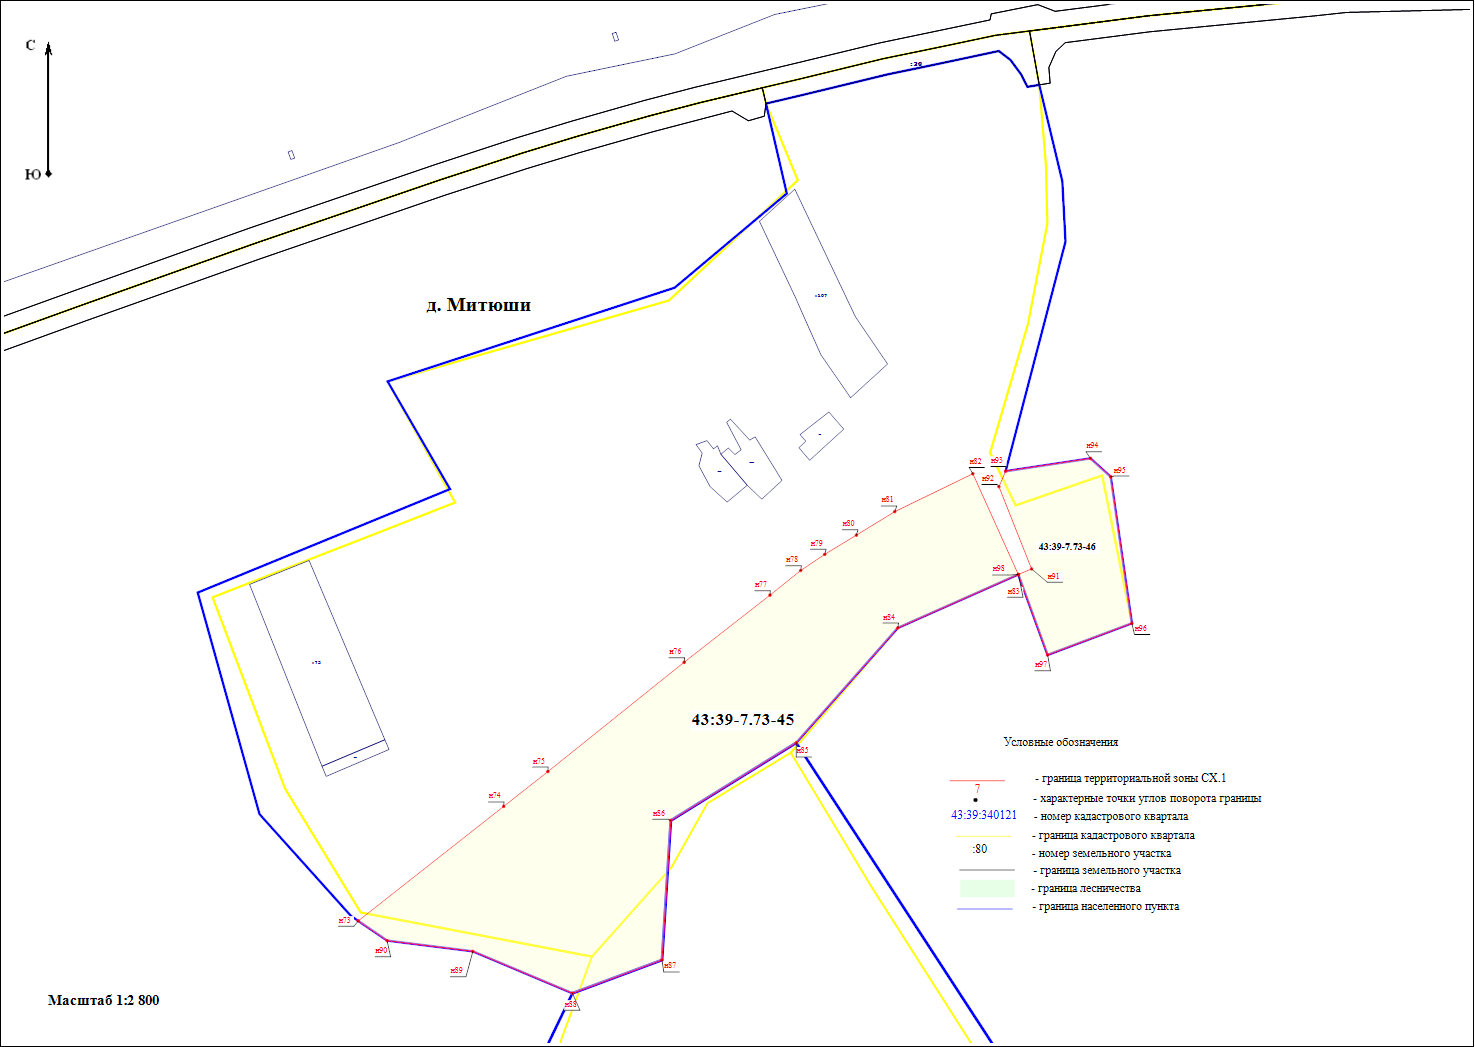 С
Ю
:36
д. Митюши
:207
н82
н93
н94
н95
н92
н81
н80
н79
н78
н77
43:39-7.73-46
н98
н91
н83
н84
н96
н76
н97
43:39-7.73-45
:72
н85
н75
н74
н86
н73
н90
н89
н87
н88
Условные обозначения
- граница территориальной зоны СХ.1
7
- характерные точки углов поворота границы
43:39:340121 - номер кадастрового квартала
- граница кадастрового квартала
:80 - номер земельного участка
- граница земельного участка
- граница лесничества
- граница населенного пункта
Масштаб 1:2 800